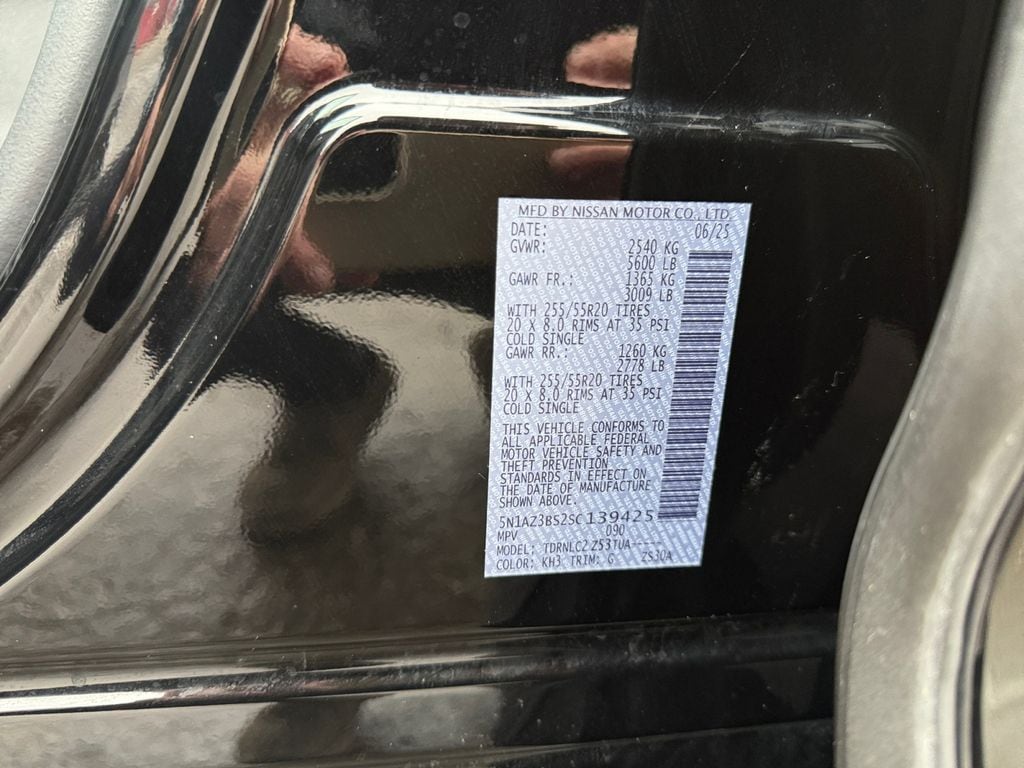 MFD BY NISSAN MOTOR CO., LTD.
DATE: 06/25
GVWR: 2540 KG
5600 LB
GAWR FR.: 1365 KG
3009 LB
WITH 255/55R20 TIRES
20 X 8.0 RIMS AT 35 PSI
COLD SINGLE
GAWR RR.: 1260 KG
2778 LB
WITH 255/55R20 TIRES
20 X 8.0 RIMS AT 35 PSI
COLD SINGLE
THIS VEHICLE CONFORMS TO
ALL APPLICABLE FEDERAL
MOTOR VEHICLE SAFETY AND
THEFT PREVENTION
STANDARDS IN EFFECT ON
THE DATE OF MANUFACTURE
SHOWN ABOVE.
5N1AZ3BS2SC139425
MPV 090
MODEL: TDRNLC2 Z53TUA-----
COLOR: KH3 TRIM: G ZS30A